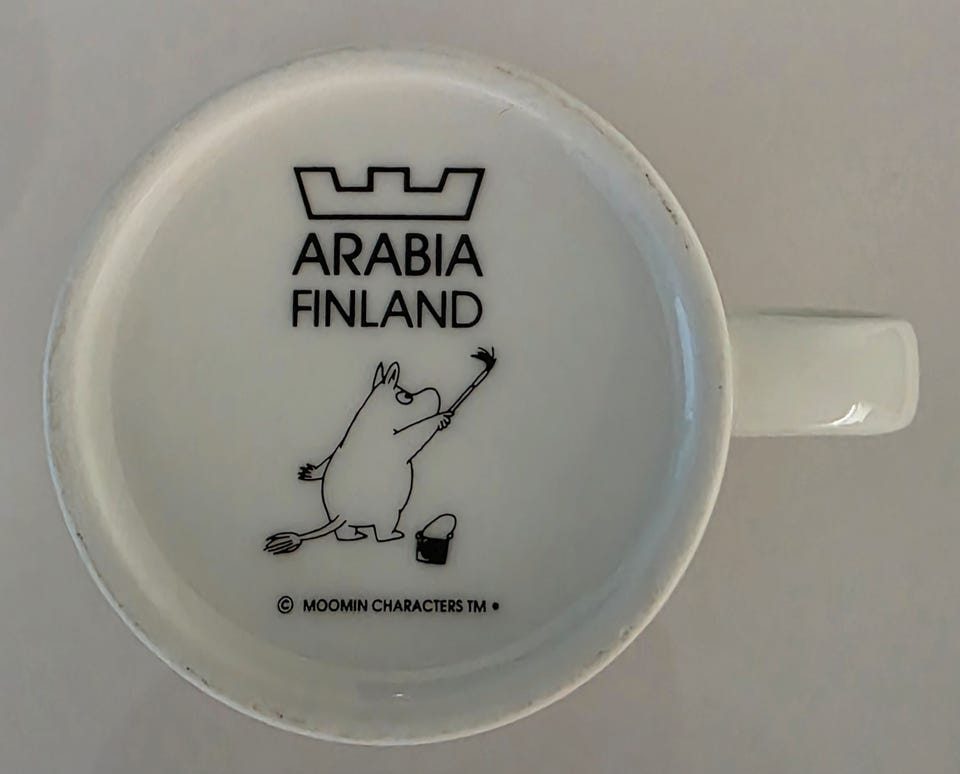 ARABIA
FINLAND
© MOOMIN CHARACTERS TM •